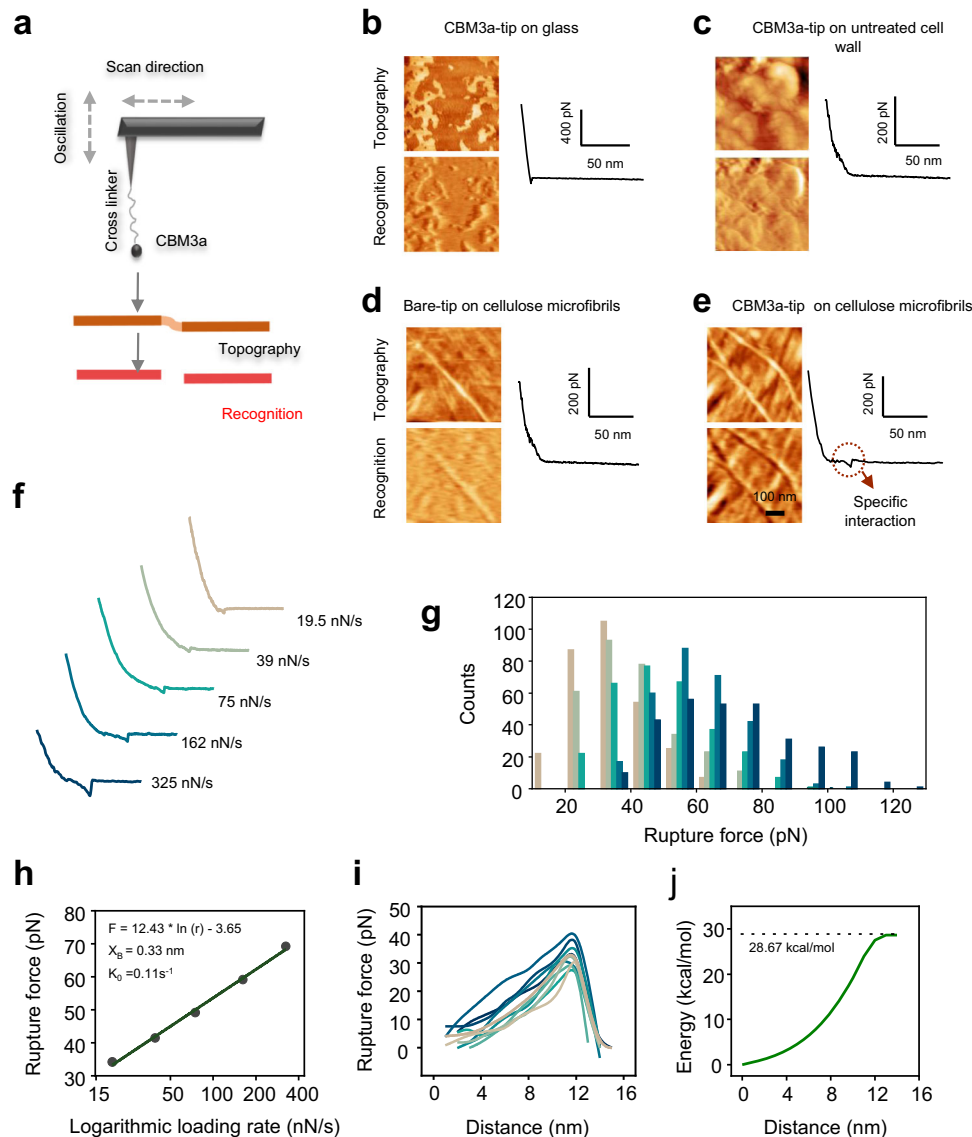 a
Scan direction
Oscillation
Cross linker
CBM3a
Topography
Recognition
b
CBM3a-tip on glass
Topography
Recognition
400 pN
50 nm
c
CBM3a-tip on untreated cell
wall
200 pN
50 nm
d
Bare-tip on cellulose microfibrils
Topography
Recognition
200 pN
50 nm
e
CBM3a-tip on cellulose microfibrils
200 pN
50 nm
100 nm
Specific
interaction
f
19.5 nN/s
39 nN/s
75 nN/s
162 nN/s
325 nN/s
g
Counts
120
100
80
60
40
20
0
20 40 60 80 100 120
Rupture force (pN)
h
Rupture force (pN)
80
70
60
50
40
30
F = 12.43 * ln (r) - 3.65
XB = 0.33 nm
K0 =0.11s-1
15 50 100 200 400
Logarithmic loading rate (nN/s)
i
Rupture force (pN)
50
40
30
20
10
0
0 4 8 12 16
Distance (nm)
j
Energy (kcal/mol)
30
20
10
0
28.67 kcal/mol
0 4 8 12 16
Distance (nm)